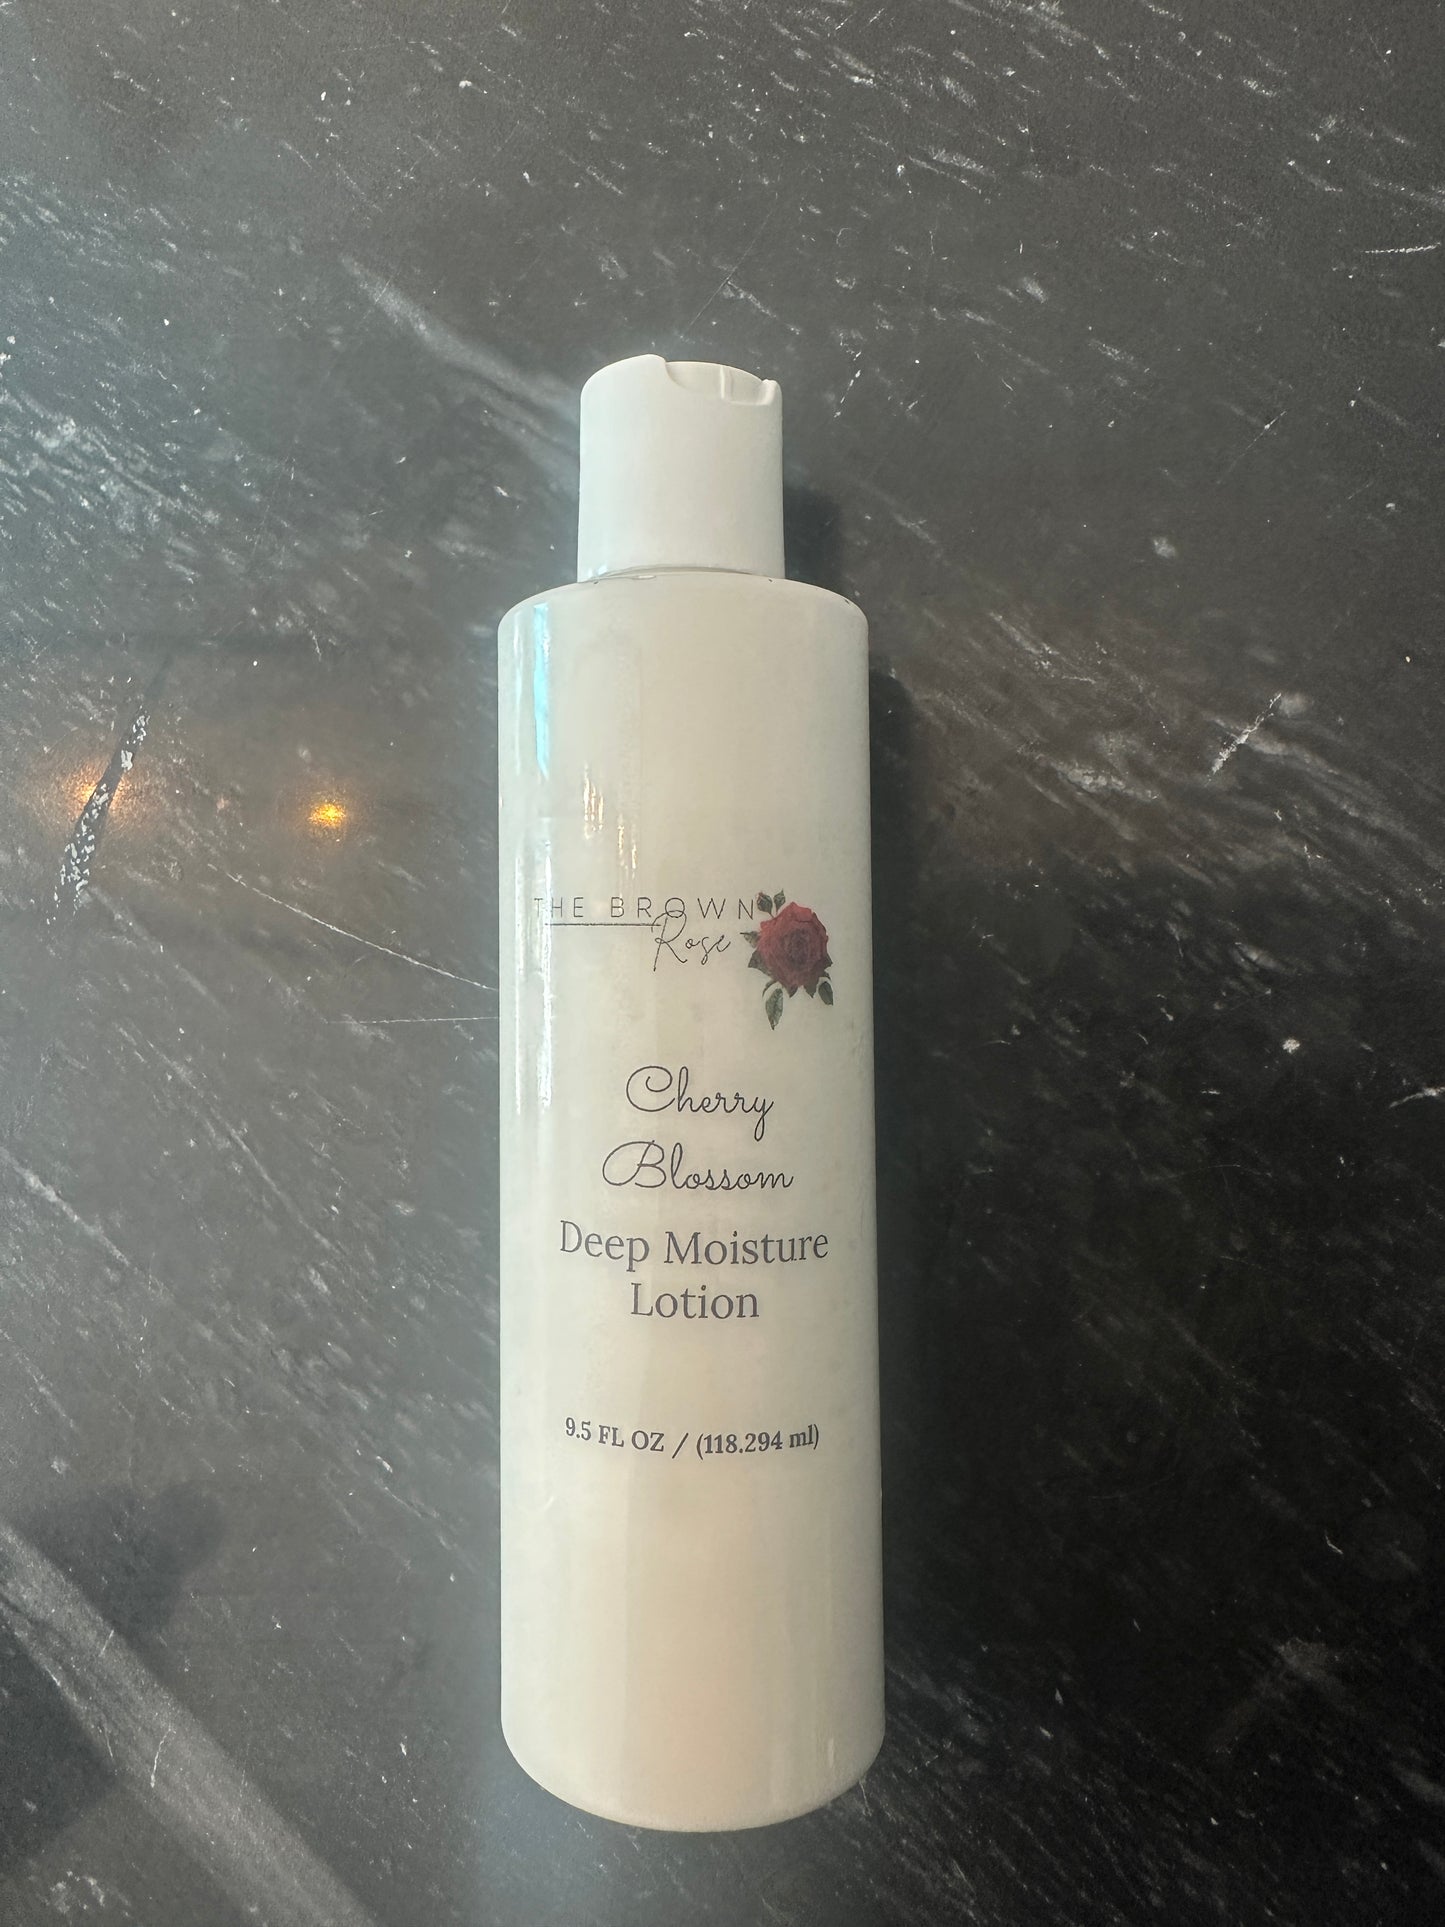 THE BROWN
Rose
Cherry
Blossom
Deep Moisture
Lotion
9.5 FL OZ / (118.294 ml)